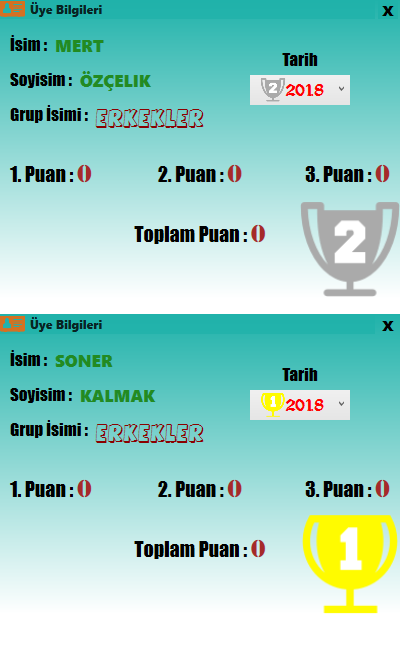 Üye Bilgileri X
İsim : MERT
Tarih
Soyisim : ÖZÇELIK
2 2018
Grup İsimi : ERKEKLER
1. Puan : 0 2. Puan : 0 3. Puan : 0
Toplam Puan : 0
2
Üye Bilgileri X
İsim : SONER
Tarih
Soyisim : KALMAK
1 2018
Grup İsimi : ERKEKLER
1. Puan : 0 2. Puan : 0 3. Puan : 0
Toplam Puan : 0
1